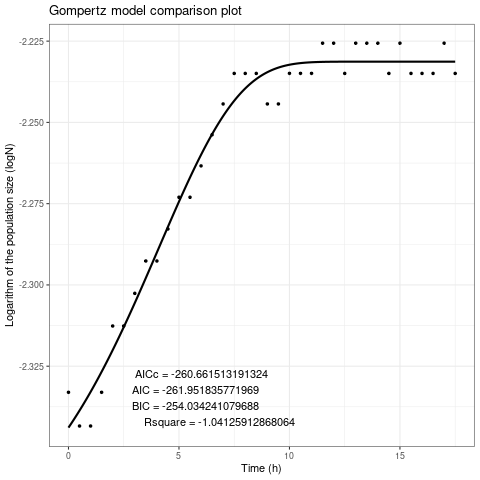 Gompertz model comparison plot
Logarithm of the population size (logN)
-2.225
-2.250
-2.275
-2.300
-2.325
AICc = -260.661513191324
AIC = -261.951835771969
BIC = -254.034241079688
Rsquare = -1.04125912868064
0 5 10 15
Time (h)